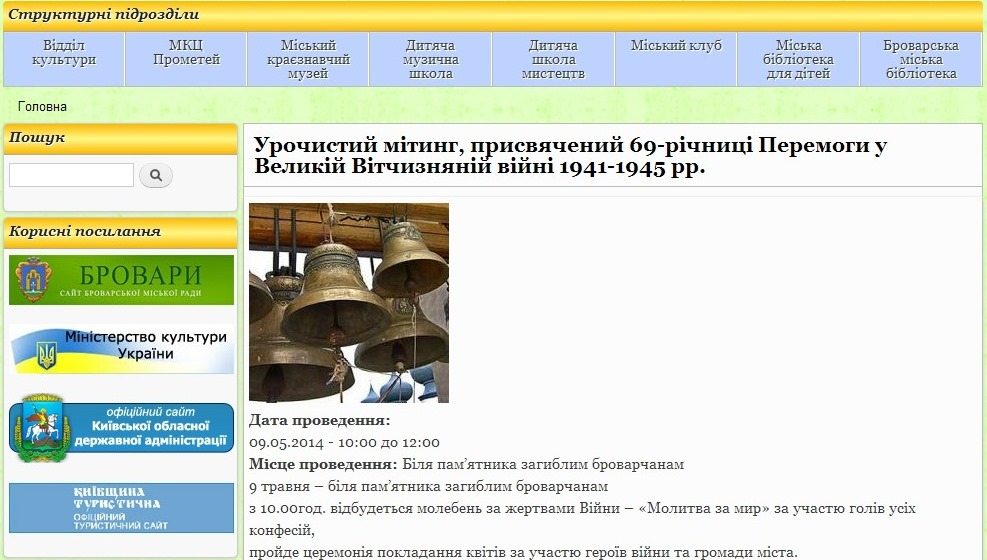 Структурні підрозділи
Відділ
культури
МКЦ
Прометей
Міський
краєзнавчий
музей
Дитяча
музична
школа
Дитяча
школа
мистецтв
Міський клуб
Міська
бібліотека
для дітей
Броварська
міська
бібліотека
Головна
Пошук
Корисні посилання
БРОВАРИ
САЙТ БРОВАРСЬКОЇ МІСЬКОЇ РАДИ
Міністерство культури
України
офіційний сайт
Київської обласної
державної адміністрації
КИЇВЩИНА
ТУРИСТИЧНА
ОФІЦІЙНИЙ
ТУРИСТИЧНИЙ САЙТ
Урочистий мітинг, присвячений 69-річниці Перемоги у
Великій Вітчизняній війні 1941-1945 рр.
Дата проведення:
09.05.2014 - 10:00 до 12:00
Місце проведення: Біля пам’ятника загиблим броварчанам
9 травня – біля пам’ятника загиблим броварчанам
з 10.00год. відбудеться молебень за жертвами Війни – «Молитва за мир» за участю голів усіх
конфесій,
пройде церемонія покладання квітів за участю героїв війни та громади міста.